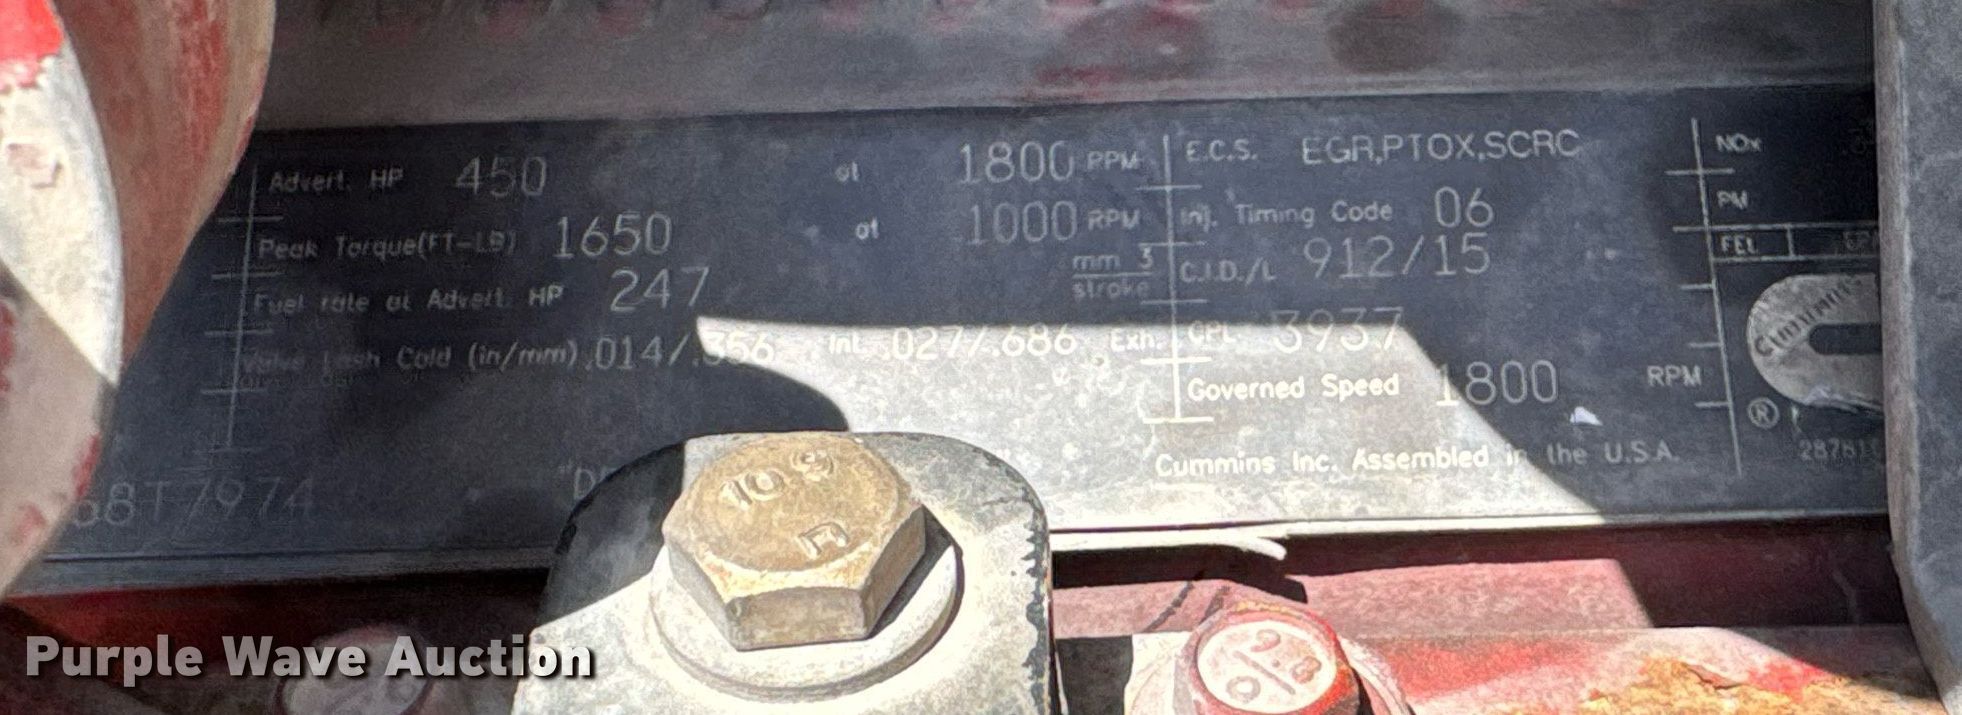 Advert. HP 450 at 1800 RPM
Peak Torque(FT-LB) 1650 at 1000 RPM
Fuel rate at Advert. HP 247 mm 3 stroke
Valve Lash Cold (in/mm) .014/.356 Int. .027/.686 Exh.
68T7974
E.C.S. EGR,PTOX,SCRC
Inj. Timing Code 06
C.I.D./L 912/15
CPL 3937
Governed Speed 1800 RPM
Cummins Inc. Assembled in the U.S.A.
NOx
PM
FEL
Cummins
®
10 9
Purple Wave Auction